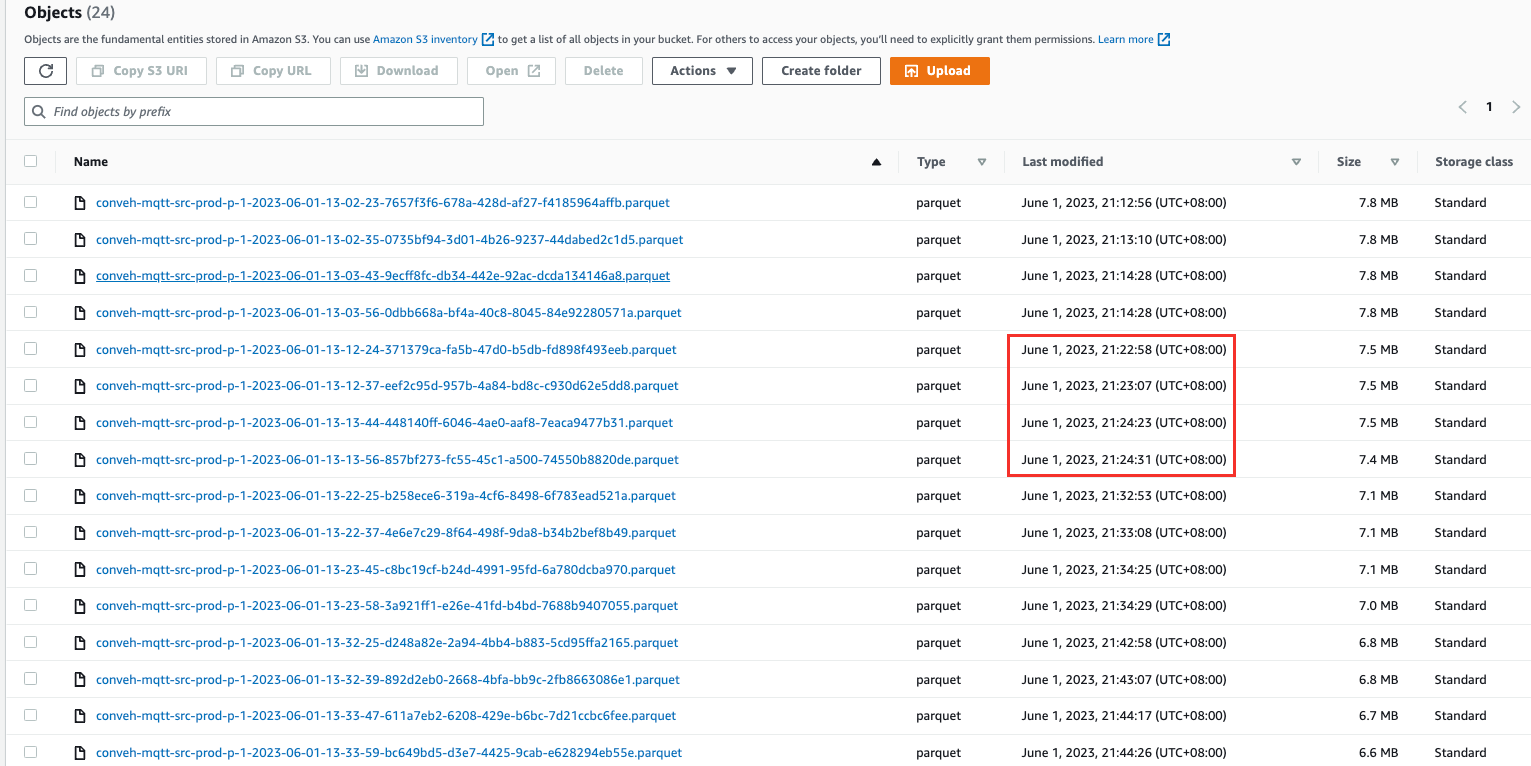 Objects (24)
Objects are the fundamental entities stored in Amazon S3. You can use Amazon S3 inventory to get a list of all objects in your bucket. For others to access your objects, you'll need to explicitly grant them permissions. Learn more
Copy S3 URI Copy URL Download Open Delete Actions Create folder Upload
Find objects by prefix 1
Name Type Last modified Size Storage class
conveh-mqtt-src-prod-p-1-2023-06-01-13-02-23-7657f3f6-678a-428d-af27-f4185964affb.parquet parquet June 1, 2023, 21:12:56 (UTC+08:00) 7.8 MB Standard
conveh-mqtt-src-prod-p-1-2023-06-01-13-02-35-0735bf94-3d01-4b26-9237-44dabed2c1d5.parquet parquet June 1, 2023, 21:13:10 (UTC+08:00) 7.8 MB Standard
conveh-mqtt-src-prod-p-1-2023-06-01-13-03-43-9ecff8fc-db34-442e-92ac-dcda134146a8.parquet parquet June 1, 2023, 21:14:28 (UTC+08:00) 7.8 MB Standard
conveh-mqtt-src-prod-p-1-2023-06-01-13-03-56-0dbb668a-bf4a-40c8-8045-84e92280571a.parquet parquet June 1, 2023, 21:14:28 (UTC+08:00) 7.8 MB Standard
conveh-mqtt-src-prod-p-1-2023-06-01-13-12-24-371379ca-fa5b-47d0-b5db-fd898f493eeb.parquet parquet June 1, 2023, 21:22:58 (UTC+08:00) 7.5 MB Standard
conveh-mqtt-src-prod-p-1-2023-06-01-13-12-37-eef2c95d-957b-4a84-bd8c-c930d62e5dd8.parquet parquet June 1, 2023, 21:23:07 (UTC+08:00) 7.5 MB Standard
conveh-mqtt-src-prod-p-1-2023-06-01-13-13-44-448140ff-6046-4ae0-aaf8-7eaca9477b31.parquet parquet June 1, 2023, 21:24:23 (UTC+08:00) 7.5 MB Standard
conveh-mqtt-src-prod-p-1-2023-06-01-13-13-56-857bf273-fc55-45c1-a500-74550b8820de.parquet parquet June 1, 2023, 21:24:31 (UTC+08:00) 7.4 MB Standard
conveh-mqtt-src-prod-p-1-2023-06-01-13-22-25-b258ece6-319a-4cf6-8498-6f783ead521a.parquet parquet June 1, 2023, 21:32:53 (UTC+08:00) 7.1 MB Standard
conveh-mqtt-src-prod-p-1-2023-06-01-13-22-37-4e6e7c29-8f64-498f-9da8-b34b2bef8b49.parquet parquet June 1, 2023, 21:33:08 (UTC+08:00) 7.1 MB Standard
conveh-mqtt-src-prod-p-1-2023-06-01-13-23-45-c8bc19cf-b24d-4991-95fd-6a780dcba970.parquet parquet June 1, 2023, 21:34:25 (UTC+08:00) 7.1 MB Standard
conveh-mqtt-src-prod-p-1-2023-06-01-13-23-58-3a921ff1-e26e-41fd-b4bd-7688b9407055.parquet parquet June 1, 2023, 21:34:29 (UTC+08:00) 7.0 MB Standard
conveh-mqtt-src-prod-p-1-2023-06-01-13-32-25-d248a82e-2a94-4bb4-b883-5cd95ffa2165.parquet parquet June 1, 2023, 21:42:58 (UTC+08:00) 6.8 MB Standard
conveh-mqtt-src-prod-p-1-2023-06-01-13-32-39-892d2eb0-2668-4bfa-bb9c-2fb8663086e1.parquet parquet June 1, 2023, 21:43:07 (UTC+08:00) 6.8 MB Standard
conveh-mqtt-src-prod-p-1-2023-06-01-13-33-47-611a7eb2-6208-429e-b6bc-7d21ccbc6fee.parquet parquet June 1, 2023, 21:44:17 (UTC+08:00) 6.7 MB Standard
conveh-mqtt-src-prod-p-1-2023-06-01-13-33-59-bc649bd5-d3e7-4425-9cab-e628294eb55e.parquet parquet June 1, 2023, 21:44:26 (UTC+08:00) 6.6 MB Standard